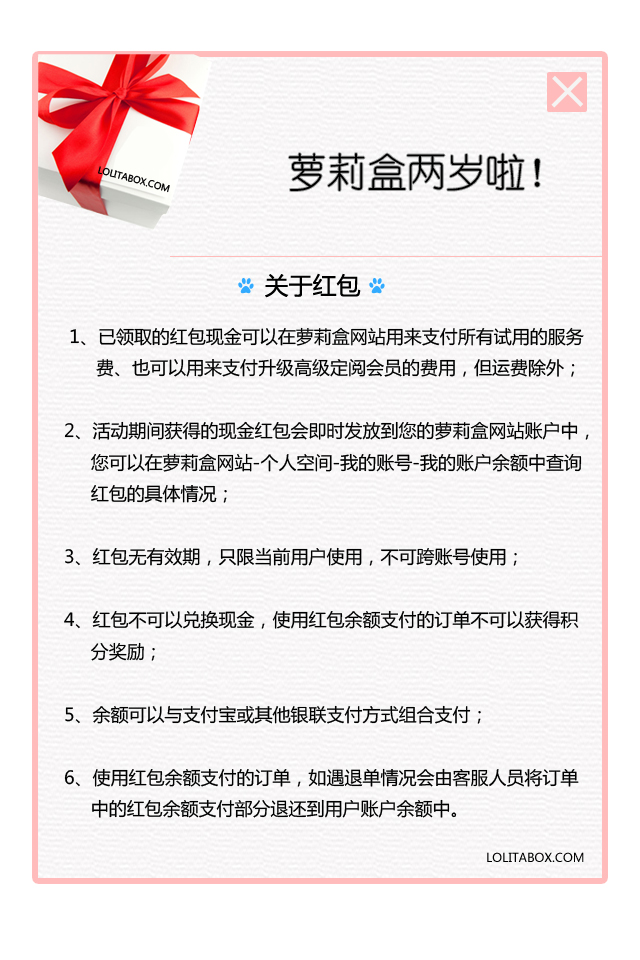 LOLITABOX.COM
萝莉盒两岁啦!
关于红包
1、已领取的红包现金可以在萝莉盒网站用来支付所有试用的服务
费、也可以用来支付升级高级定阅会员的费用，但运费除外；
2、活动期间获得的现金红包会即时发放到您的萝莉盒网站账户中，
您可以在萝莉盒网站-个人空间-我的账号-我的账户余额中查询
红包的具体情况；
3、红包无有效期，只限当前用户使用，不可跨账号使用；
4、红包不可以兑换现金，使用红包余额支付的订单不可以获得积
分奖励；
5、余额可以与支付宝或其他银联支付方式组合支付；
6、使用红包余额支付的订单，如遇退单情况会由客服人员将订单
中的红包余额支付部分退还到用户账户余额中。
LOLITABOX.COM